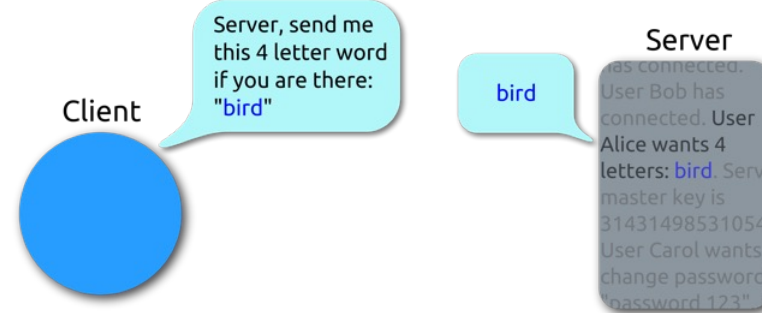 Client
Server, send me
this 4 letter word
if you are there:
"bird"
bird
Server
has connected.
User Bob has
connected. User
Alice wants 4
letters: bird. Serv
master key is
31431498531054
User Carol wants
change password
"password 123".